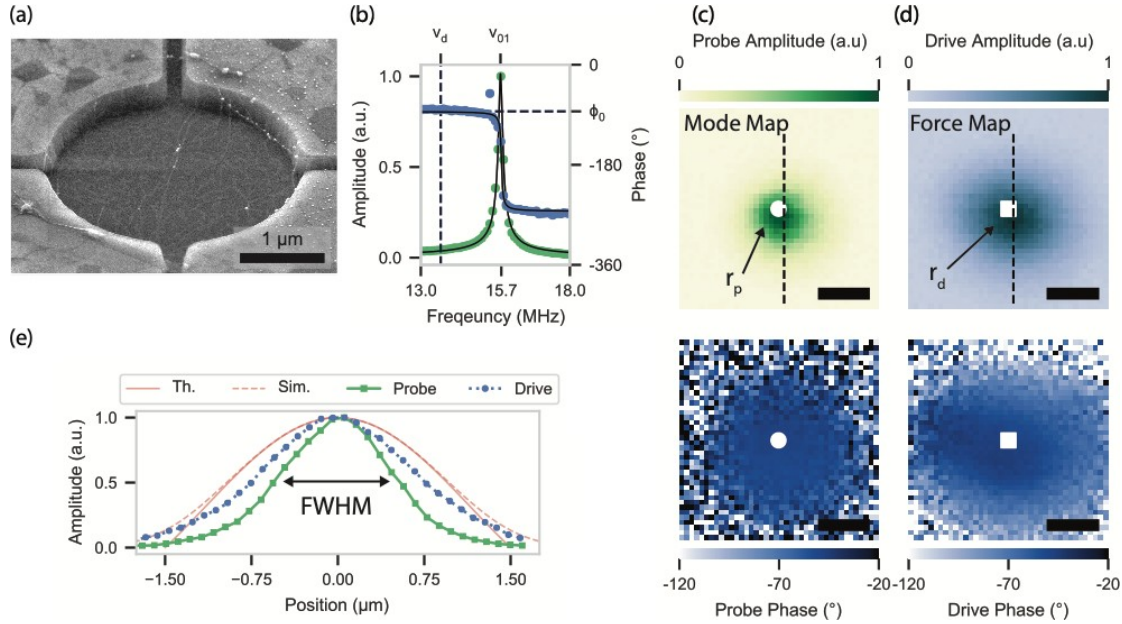 (a)
1 µm
(b)
ν_d ν_01
Amplitude (a.u.)
1.0
0.5
0.0
0
ϕ_0
-180
-360
Phase (°)
13.0 15.7 18.0
Freqeuncy (MHz)
(c)
Probe Amplitude (a.u)
0 1
Mode Map
r_p
-120 -70 -20
Probe Phase (°)
(d)
Drive Amplitude (a.u)
0 1
Force Map
r_d
-120 -70 -20
Drive Phase (°)
(e)
Th. Sim. Probe Drive
Amplitude (a.u.)
1.0
0.5
0.0
FWHM
−1.50 −0.75 0.00 0.75 1.50
Position (µm)